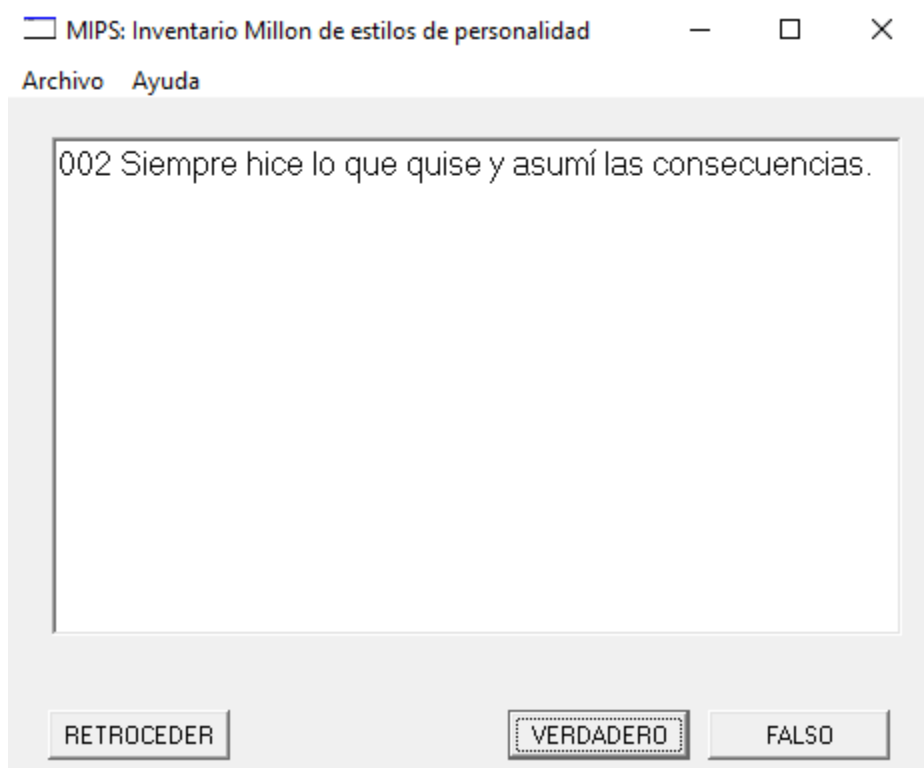 MIPS: Inventario Millon de estilos de personalidad
Archivo Ayuda
002 Siempre hice lo que quise y asumí las consecuencias.
RETROCEDER VERDADERO FALSO